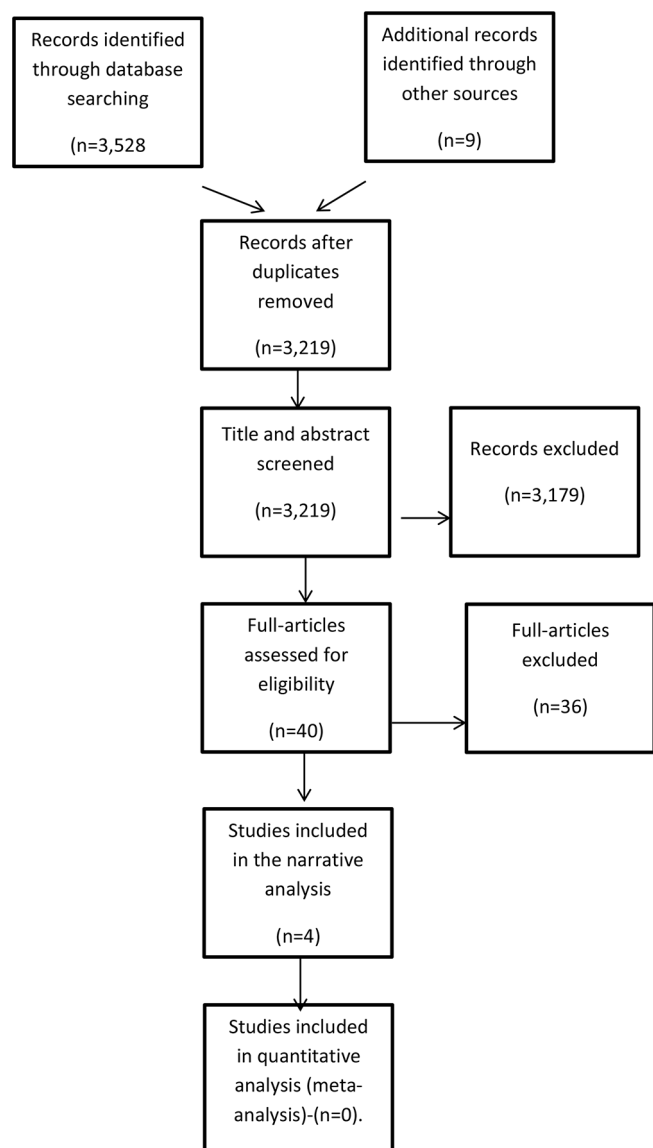 Records identified
through database
searching
(n=3,528
Additional records
identified through
other sources
(n=9)
Records after
duplicates
removed
(n=3,219)
Title and abstract
screened
(n=3,219)
Records excluded
(n=3,179)
Full-articles
assessed for
eligibility
(n=40)
Full-articles
excluded
(n=36)
Studies included
in the narrative
analysis
(n=4)
Studies included
in quantitative
analysis (meta-
analysis)-(n=0).